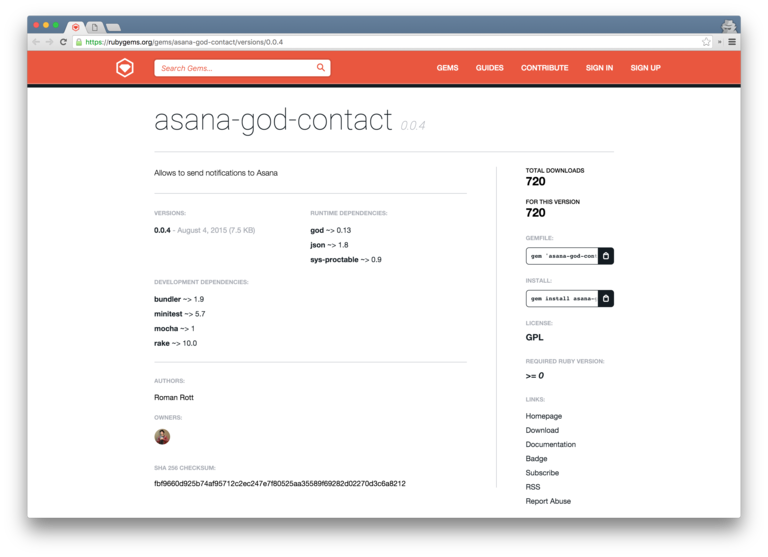 https://rubygems.org/gems/asana-god-contact/versions/0.0.4
Search Gems...
GEMS GUIDES CONTRIBUTE SIGN IN SIGN UP
asana-god-contact 0.0.4
Allows to send notifications to Asana
VERSIONS:
0.0.4 - August 4, 2015 (7.5 KB)
RUNTIME DEPENDENCIES:
god ~> 0.13
json ~> 1.8
sys-proctable ~> 0.9
DEVELOPMENT DEPENDENCIES:
bundler ~> 1.9
minitest ~> 5.7
mocha ~> 1
rake ~> 10.0
AUTHORS:
Roman Rott
OWNERS:
SHA 256 CHECKSUM:
fbf9660d925b74af95712c2ec247e7f80525aa35589f69282d02270d3c6a8212
TOTAL DOWNLOADS
720
FOR THIS VERSION
720
GEMFILE:
gem 'asana-god-con
INSTALL:
gem install asana-g
LICENSE:
GPL
REQUIRED RUBY VERSION:
>= 0
LINKS:
Homepage
Download
Documentation
Badge
Subscribe
RSS
Report Abuse